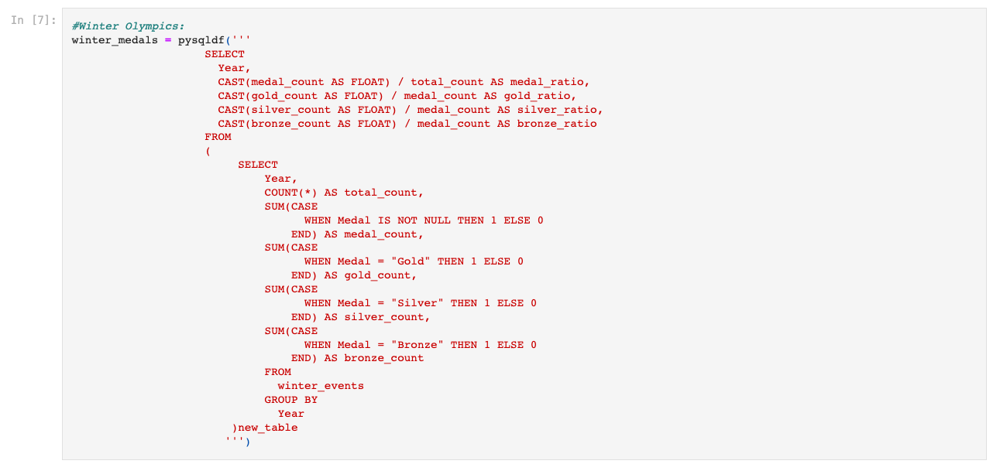 In [7]:
#Winter Olympics:
winter_medals = pysqldf('''
SELECT
Year,
CAST(medal_count AS FLOAT) / total_count AS medal_ratio,
CAST(gold_count AS FLOAT) / medal_count AS gold_ratio,
CAST(silver_count AS FLOAT) / medal_count AS silver_ratio,
CAST(bronze_count AS FLOAT) / medal_count AS bronze_ratio
FROM
(
SELECT
Year,
COUNT(*) AS total_count,
SUM(CASE
WHEN Medal IS NOT NULL THEN 1 ELSE 0
END) AS medal_count,
SUM(CASE
WHEN Medal = "Gold" THEN 1 ELSE 0
END) AS gold_count,
SUM(CASE
WHEN Medal = "Silver" THEN 1 ELSE 0
END) AS silver_count,
SUM(CASE
WHEN Medal = "Bronze" THEN 1 ELSE 0
END) AS bronze_count
FROM
winter_events
GROUP BY
Year
)new_table
''')